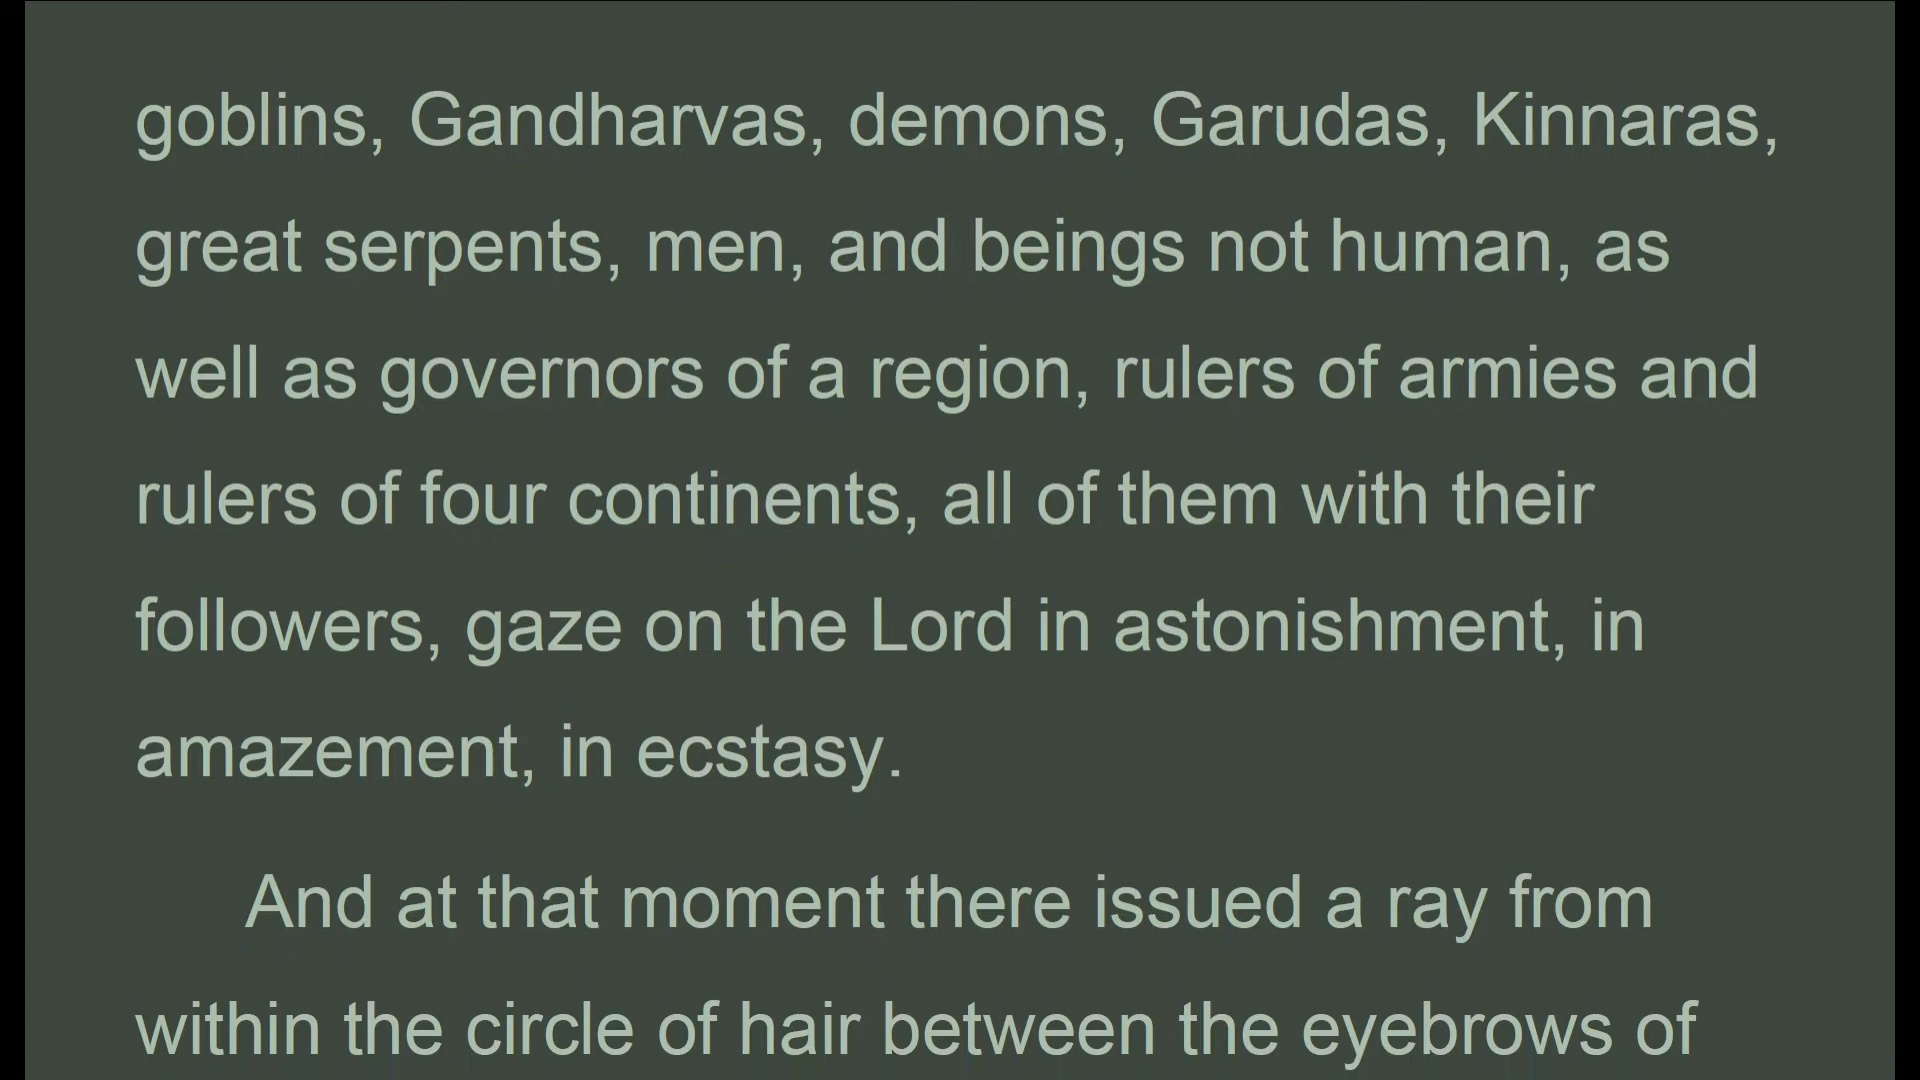 goblins, Gandharvas, demons, Garudas, Kinnaras,
great serpents, men, and beings not human, as
well as governors of a region, rulers of armies and
rulers of four continents, all of them with their
followers, gaze on the Lord in astonishment, in
amazement, in ecstasy.
And at that moment there issued a ray from
within the circle of hair between the eyebrows of